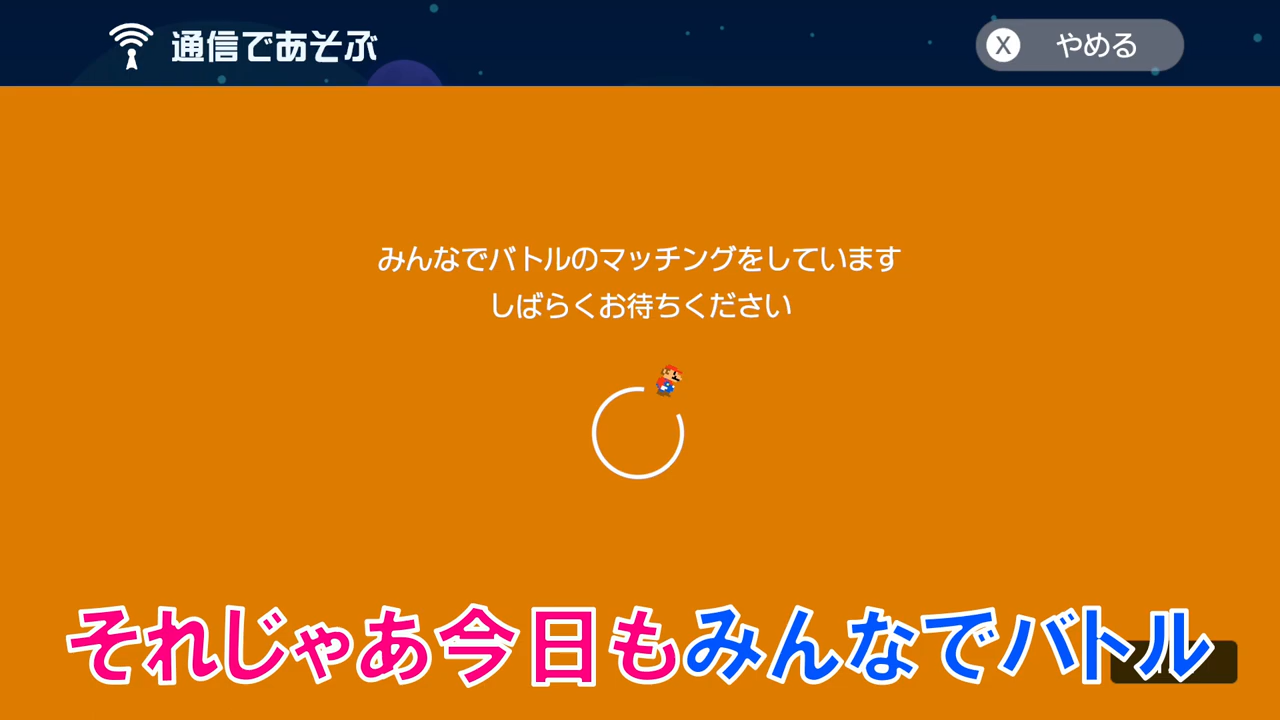 通信であそぶ
X やめる
みんなでバトルのマッチングをしています
しばらくお待ちください
それじゃあ今日もみんなでバトル